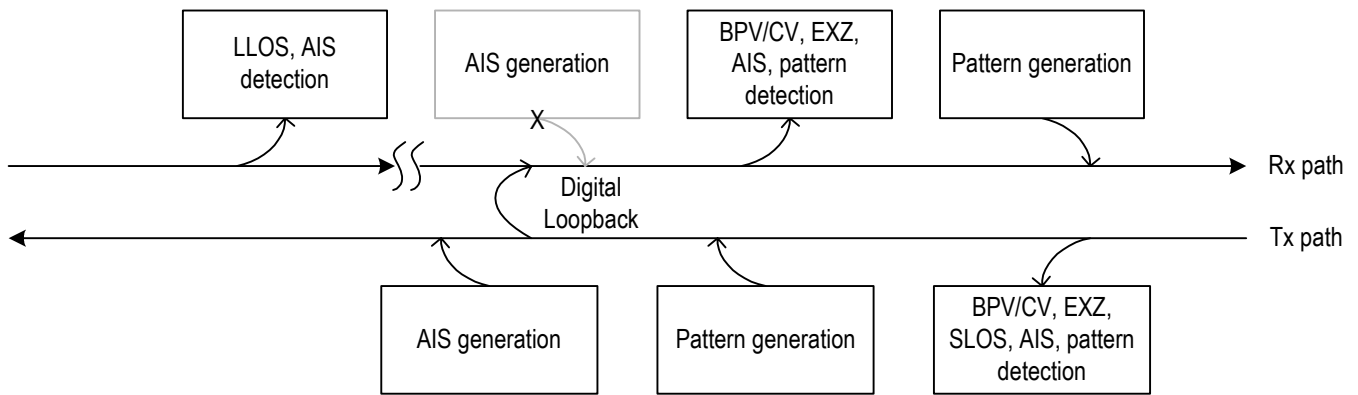 LLOS, AIS
detection
AIS generation
BPV/CV, EXZ,
AIS, pattern
detection
Pattern generation
X
Rx path
Digital
Loopback
Tx path
AIS generation
Pattern generation
BPV/CV, EXZ,
SLOS, AIS, pattern
detection